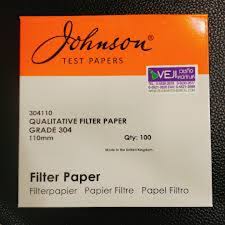 Johnson
TEST PAPERS
304110
QUALITATIVE FILTER PAPER
GRADE 304
110mm
Qty: 100
Made in the United Kingdom
VEJ
Filter Paper
Filterpapier Papier Filtre Papel Filtro